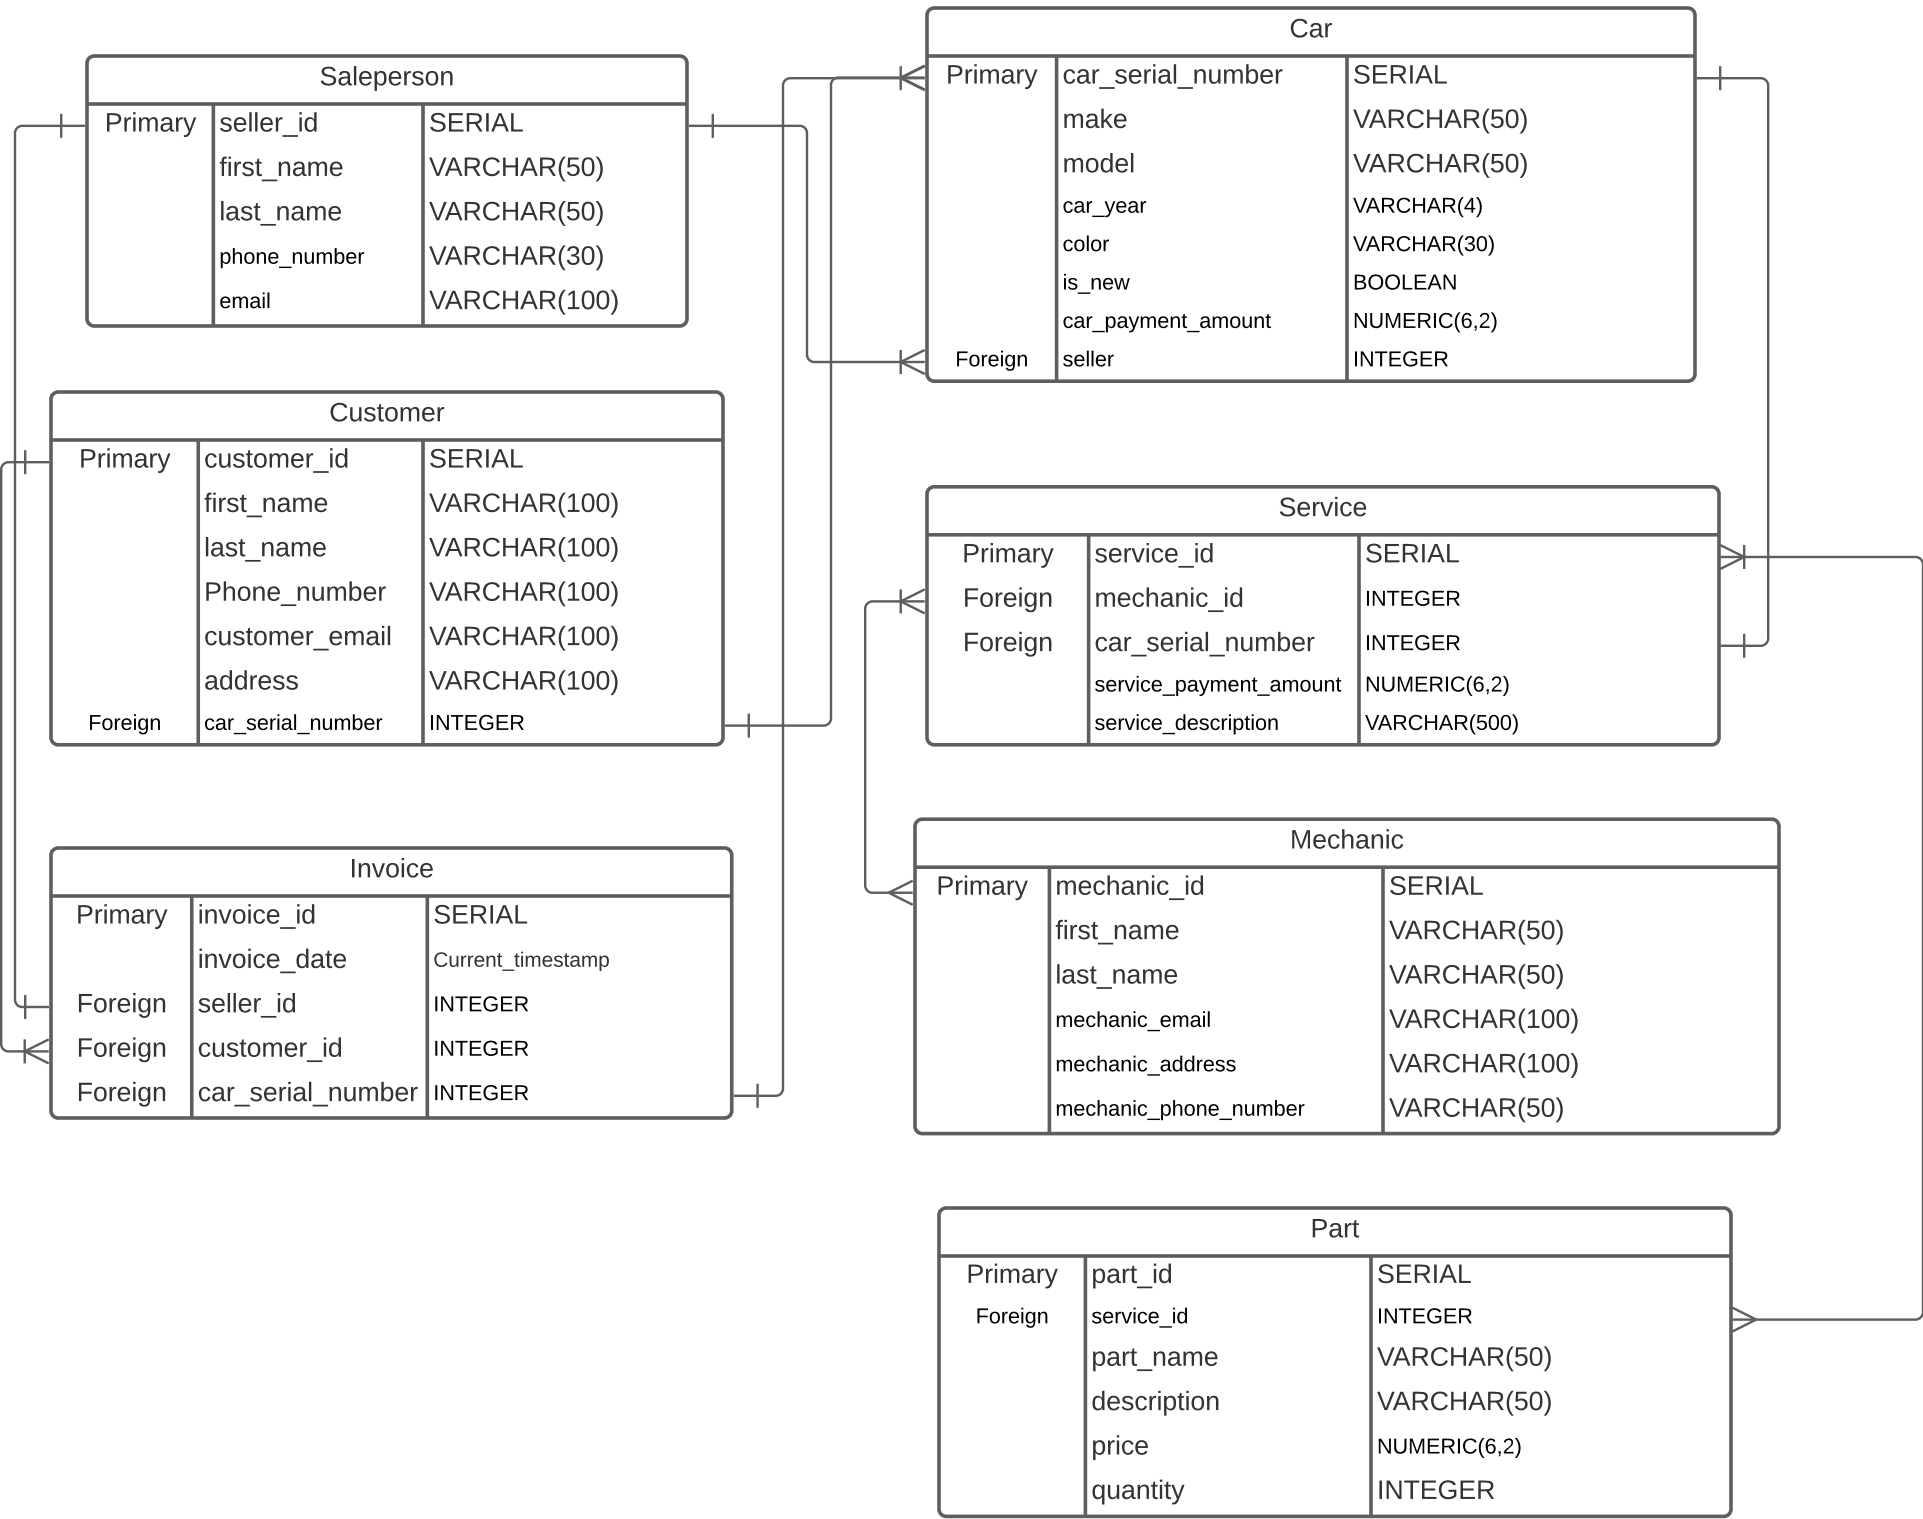 Saleperson
Primary seller_id SERIAL
first_name VARCHAR(50)
last_name VARCHAR(50)
phone_number VARCHAR(30)
email VARCHAR(100)
Customer
Primary customer_id SERIAL
first_name VARCHAR(100)
last_name VARCHAR(100)
Phone_number VARCHAR(100)
customer_email VARCHAR(100)
address VARCHAR(100)
Foreign car_serial_number INTEGER
Invoice
Primary invoice_id SERIAL
invoice_date Current_timestamp
Foreign seller_id INTEGER
Foreign customer_id INTEGER
Foreign car_serial_number INTEGER
Car
Primary car_serial_number SERIAL
make VARCHAR(50)
model VARCHAR(50)
car_year VARCHAR(4)
color VARCHAR(30)
is_new BOOLEAN
car_payment_amount NUMERIC(6,2)
Foreign seller INTEGER
Service
Primary service_id SERIAL
Foreign mechanic_id INTEGER
Foreign car_serial_number INTEGER
service_payment_amount NUMERIC(6,2)
service_description VARCHAR(500)
Mechanic
Primary mechanic_id SERIAL
first_name VARCHAR(50)
last_name VARCHAR(50)
mechanic_email VARCHAR(100)
mechanic_address VARCHAR(100)
mechanic_phone_number VARCHAR(50)
Part
Primary part_id SERIAL
Foreign service_id INTEGER
part_name VARCHAR(50)
description VARCHAR(50)
price NUMERIC(6,2)
quantity INTEGER